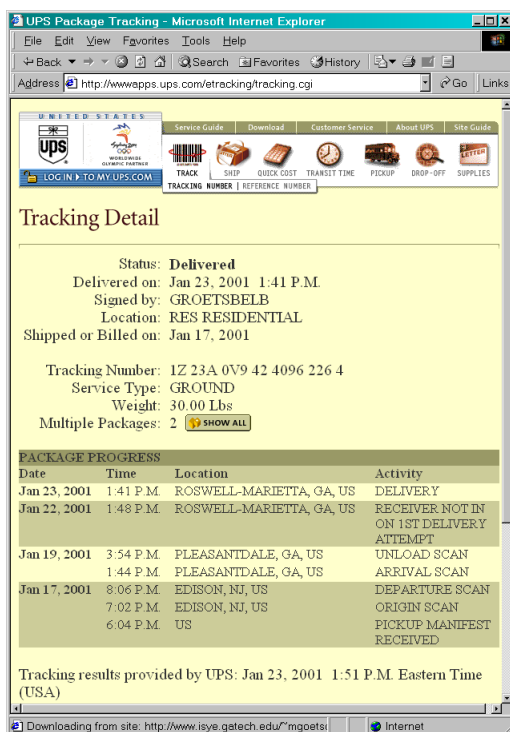 UPS Package Tracking - Microsoft Internet Explorer
File Edit View Favorites Tools Help
Back Search Favorites History
Address http://wwwapps.ups.com/etracking/tracking.cgi Go Links
UNITED STATES
Service Guide Download Customer Service About UPS Site Guide
ups
Sydney 2000
WORLDWIDE
OLYMPIC PARTNER
LOG IN TO MY UPS.COM
LETTER
TRACK SHIP QUICK COST TRANSIT TIME PICKUP DROP-OFF SUPPLIES
TRACKING NUMBER | REFERENCE NUMBER
Tracking Detail
Status: Delivered
Delivered on: Jan 23, 2001 1:41 P.M.
Signed by: GROETSBELB
Location: RES RESIDENTIAL
Shipped or Billed on: Jan 17, 2001
Tracking Number: 1Z 23A 0V9 42 4096 226 4
Service Type: GROUND
Weight: 30.00 Lbs
Multiple Packages: 2 SHOW ALL
PACKAGE PROGRESS
Date Time Location Activity
Jan 23, 2001 1:41 P.M. ROSWELL-MARIETTA, GA, US DELIVERY
Jan 22, 2001 1:48 P.M. ROSWELL-MARIETTA, GA, US RECEIVER NOT IN
ON 1ST DELIVERY
ATTEMPT
Jan 19, 2001 3:54 P.M. PLEASANTDALE, GA, US UNLOAD SCAN
1:44 P.M. PLEASANTDALE, GA, US ARRIVAL SCAN
Jan 17, 2001 8:06 P.M. EDISON, NJ, US DEPARTURE SCAN
7:02 P.M. EDISON, NJ, US ORIGIN SCAN
6:04 P.M. US PICKUP MANIFEST
RECEIVED
Tracking results provided by UPS: Jan 23, 2001 1:51 P.M. Eastern Time
(USA)
Downloading from site: http://www.isye.gatech.edu/~mgoets Internet